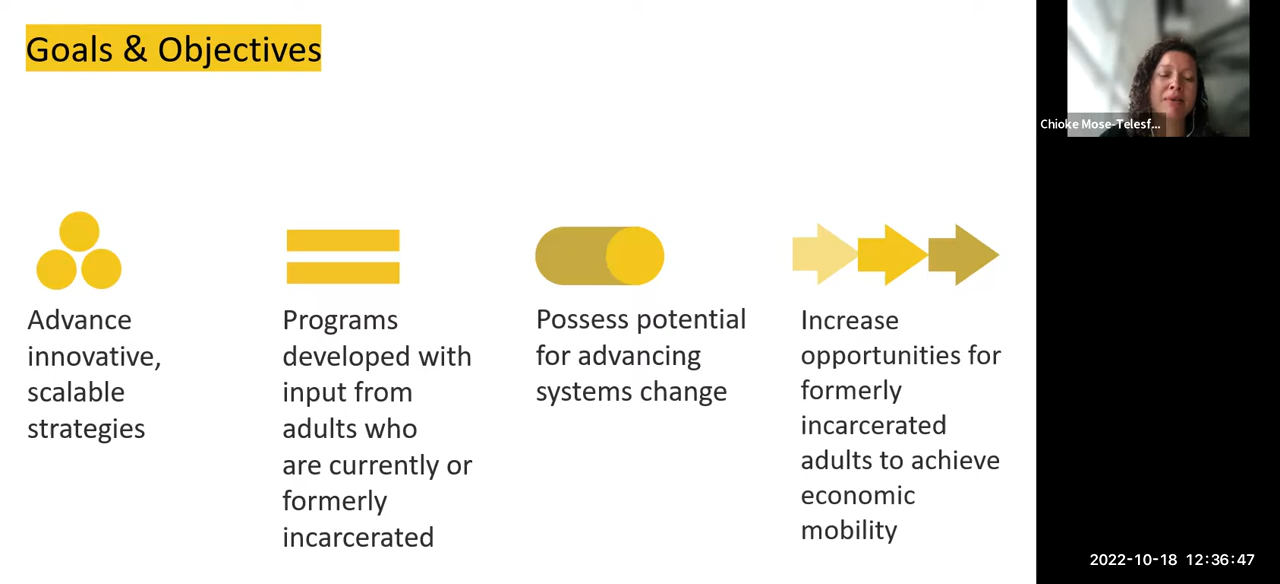 Goals & Objectives
Advance
innovative,
scalable
strategies
Programs
developed with
input from
adults who
are currently or
formerly
incarcerated
Possess potential
for advancing
systems change
Increase
opportunities for
formerly
incarcerated
adults to achieve
economic
mobility
Chioke Mose-Telesf...
2022-10-18 12:36:47